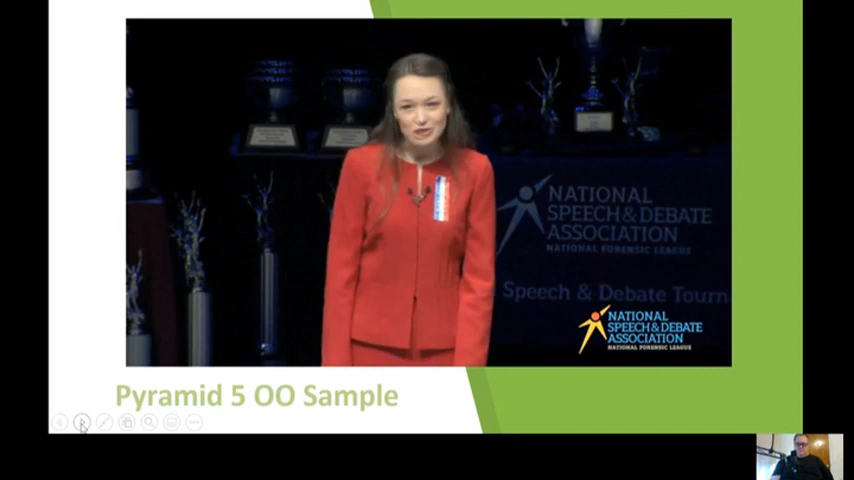 NATIONAL
SPEECH & DEBATE
ASSOCIATION
NATIONAL FORENSIC LEAGUE
Speech & Debate Tourn
NATIONAL
SPEECH & DEBATE
ASSOCIATION
NATIONAL FORENSIC LEAGUE
Pyramid 5 OO Sample